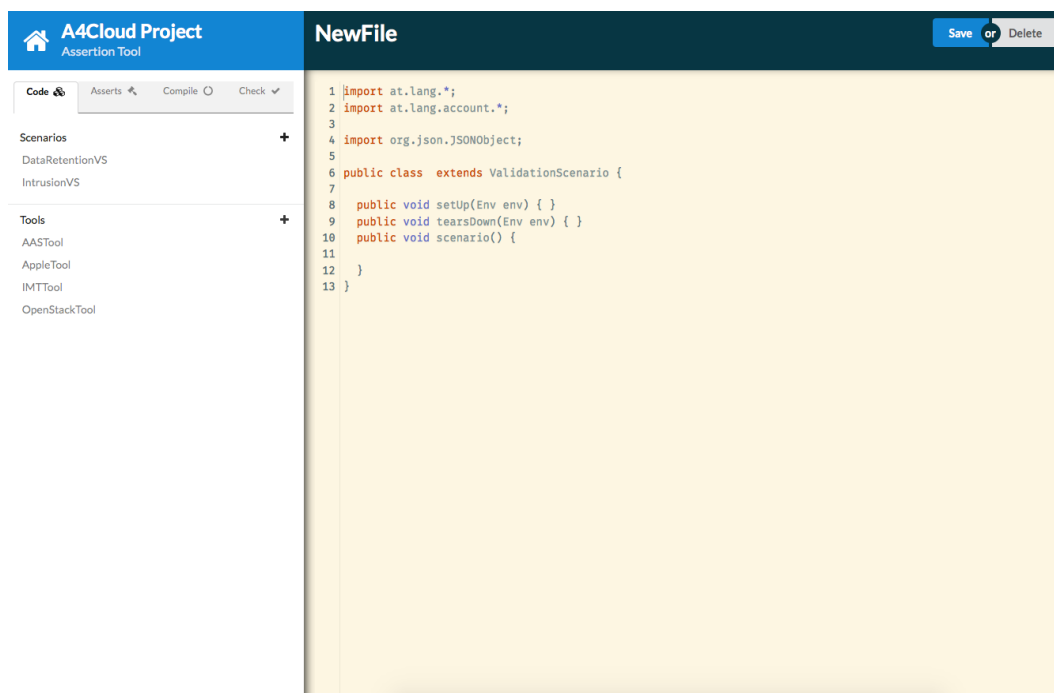 A4Cloud Project
Assertion Tool
NewFile
Save or Delete
Code Asserts Compile Check
Scenarios +
DataRetentionVS
IntrusionVS
Tools +
AASTool
AppleTool
IMTTool
OpenStackTool
1 import at.lang.*;
2 import at.lang.account.*;
3
4 import org.json.JSONObject;
5
6 public class  extends ValidationScenario {
7
8   public void setUp(Env env) { }
9   public void tearsDown(Env env) { }
10   public void scenario() {
11
12   }
13 }